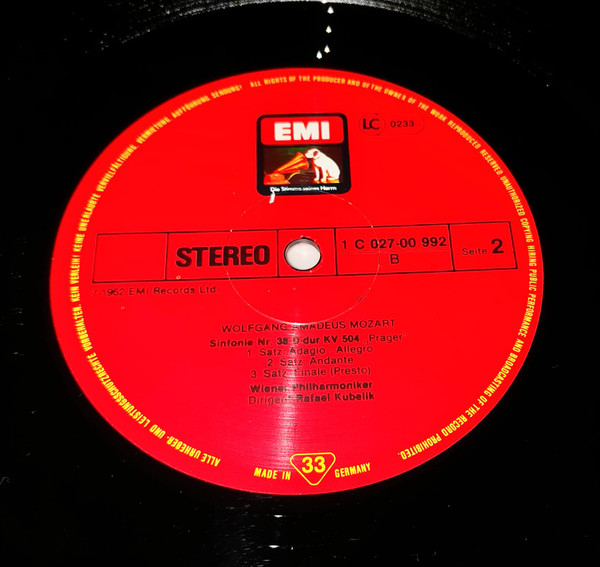 ALLE URHEBER- UND LEISTUNGSSCHUTZRECHTE VORBEHALTEN. KEIN VERLEIH! KEINE UNERLAUBTE VERVIELFÄLTIGUNG, VERMIETUNG, AUFFÜHRUNG, SENDUNG!
ALL RIGHTS OF THE PRODUCER AND OF THE OWNER OF THE WORK REPRODUCED RESERVED UNAUTHORIZED COPYING HIRING PUBLIC PERFORMANCE AND BROADCASTING OF THE RECORD PROHIBITED.
EMI
Die Stimme seines Herrn
LC 0233
STEREO
1 C 027-00 992
B
Seite 2
1962 EMI Records Ltd
WOLFGANG AMADEUS MOZART
Sinfonie Nr. 38 D-dur KV 504 „Prager"
1. Satz: Adagio - Allegro
2. Satz: Andante
3. Satz: Finale (Presto)
Wiener Philharmoniker
Dirigent: Rafael Kubelik
MADE IN 33 GERMANY